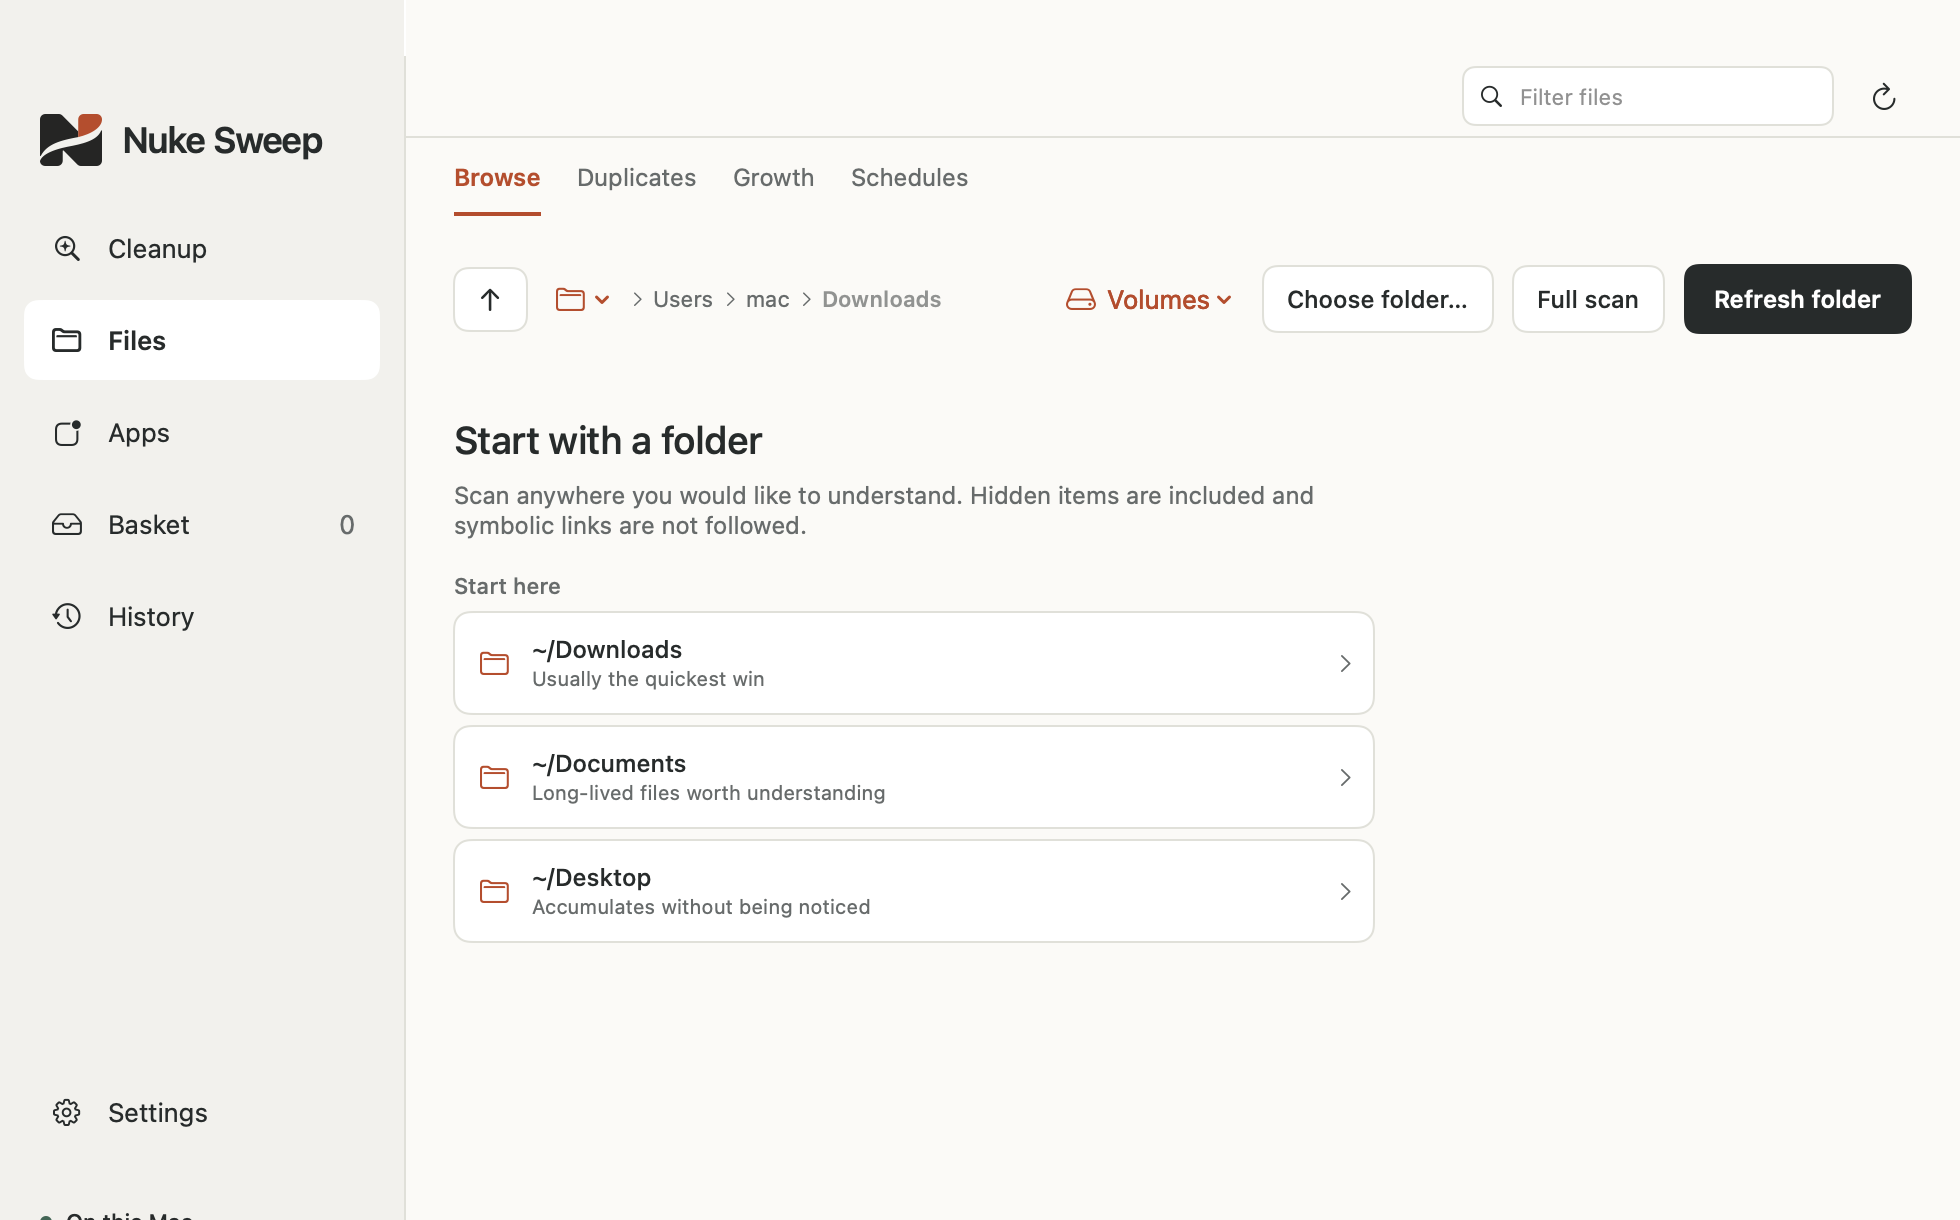 Nuke Sweep
Cleanup
Files
Apps
Basket 0
History
Settings
On this Mac
Filter files
Browse Duplicates Growth Schedules
Users mac Downloads
Volumes
Choose folder...
Full scan
Refresh folder
Start with a folder
Scan anywhere you would like to understand. Hidden items are included and
symbolic links are not followed.
Start here
~/Downloads
Usually the quickest win
~/Documents
Long-lived files worth understanding
~/Desktop
Accumulates without being noticed